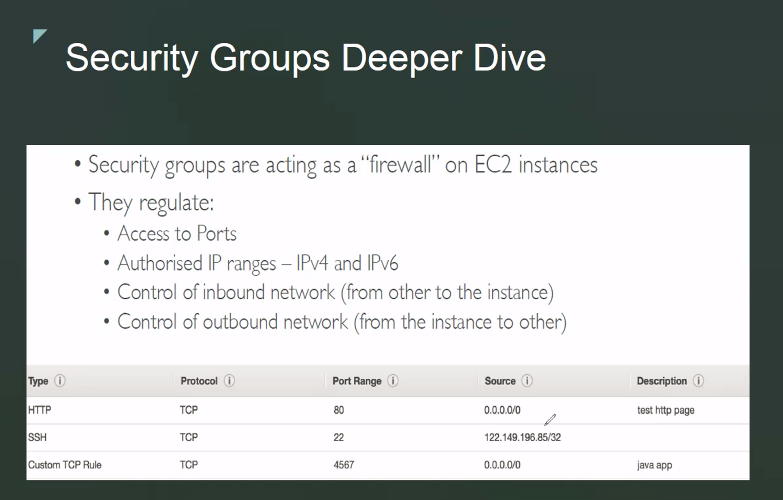 Security Groups Deeper Dive
• Security groups are acting as a "firewall" on EC2 instances
• They regulate:
• Access to Ports
• Authorised IP ranges – IPv4 and IPv6
• Control of inbound network (from other to the instance)
• Control of outbound network (from the instance to other)
Type i Protocol i Port Range i Source i Description i
HTTP TCP 80 0.0.0.0/0 test http page
SSH TCP 22 122.149.196.85/32
Custom TCP Rule TCP 4567 0.0.0.0/0 java app